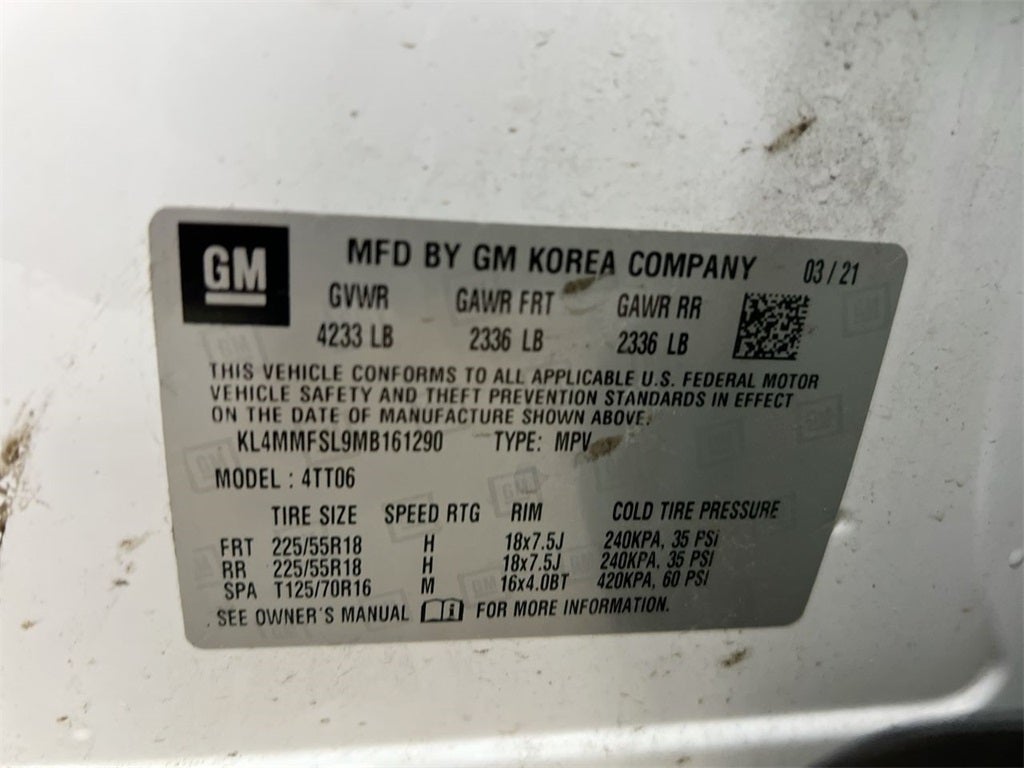 GM
MFD BY GM KOREA COMPANY 03/21
GVWR GAWR FRT GAWR RR
4233 LB 2336 LB 2336 LB
THIS VEHICLE CONFORMS TO ALL APPLICABLE U.S. FEDERAL MOTOR
VEHICLE SAFETY AND THEFT PREVENTION STANDARDS IN EFFECT
ON THE DATE OF MANUFACTURE SHOWN ABOVE.
KL4MMFSL9MB161290 TYPE: MPV
MODEL: 4TT06
TIRE SIZE SPEED RTG RIM COLD TIRE PRESSURE
FRT 225/55R18 H 18x7.5J 240KPA, 35 PSI
RR 225/55R18 H 18x7.5J 240KPA, 35 PSI
SPA T125/70R16 M 16x4.0BT 420KPA, 60 PSI
SEE OWNER'S MANUAL FOR MORE INFORMATION.